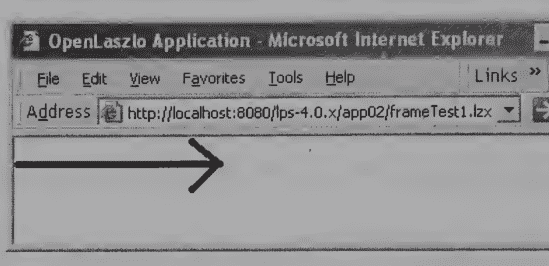 OpenLaszlo Application - Microsoft Internet Explorer
File Edit View Favorites Tools Help Links »
Address http://localhost:8080/lps-4.0.x/app02/frameTest1.lzx